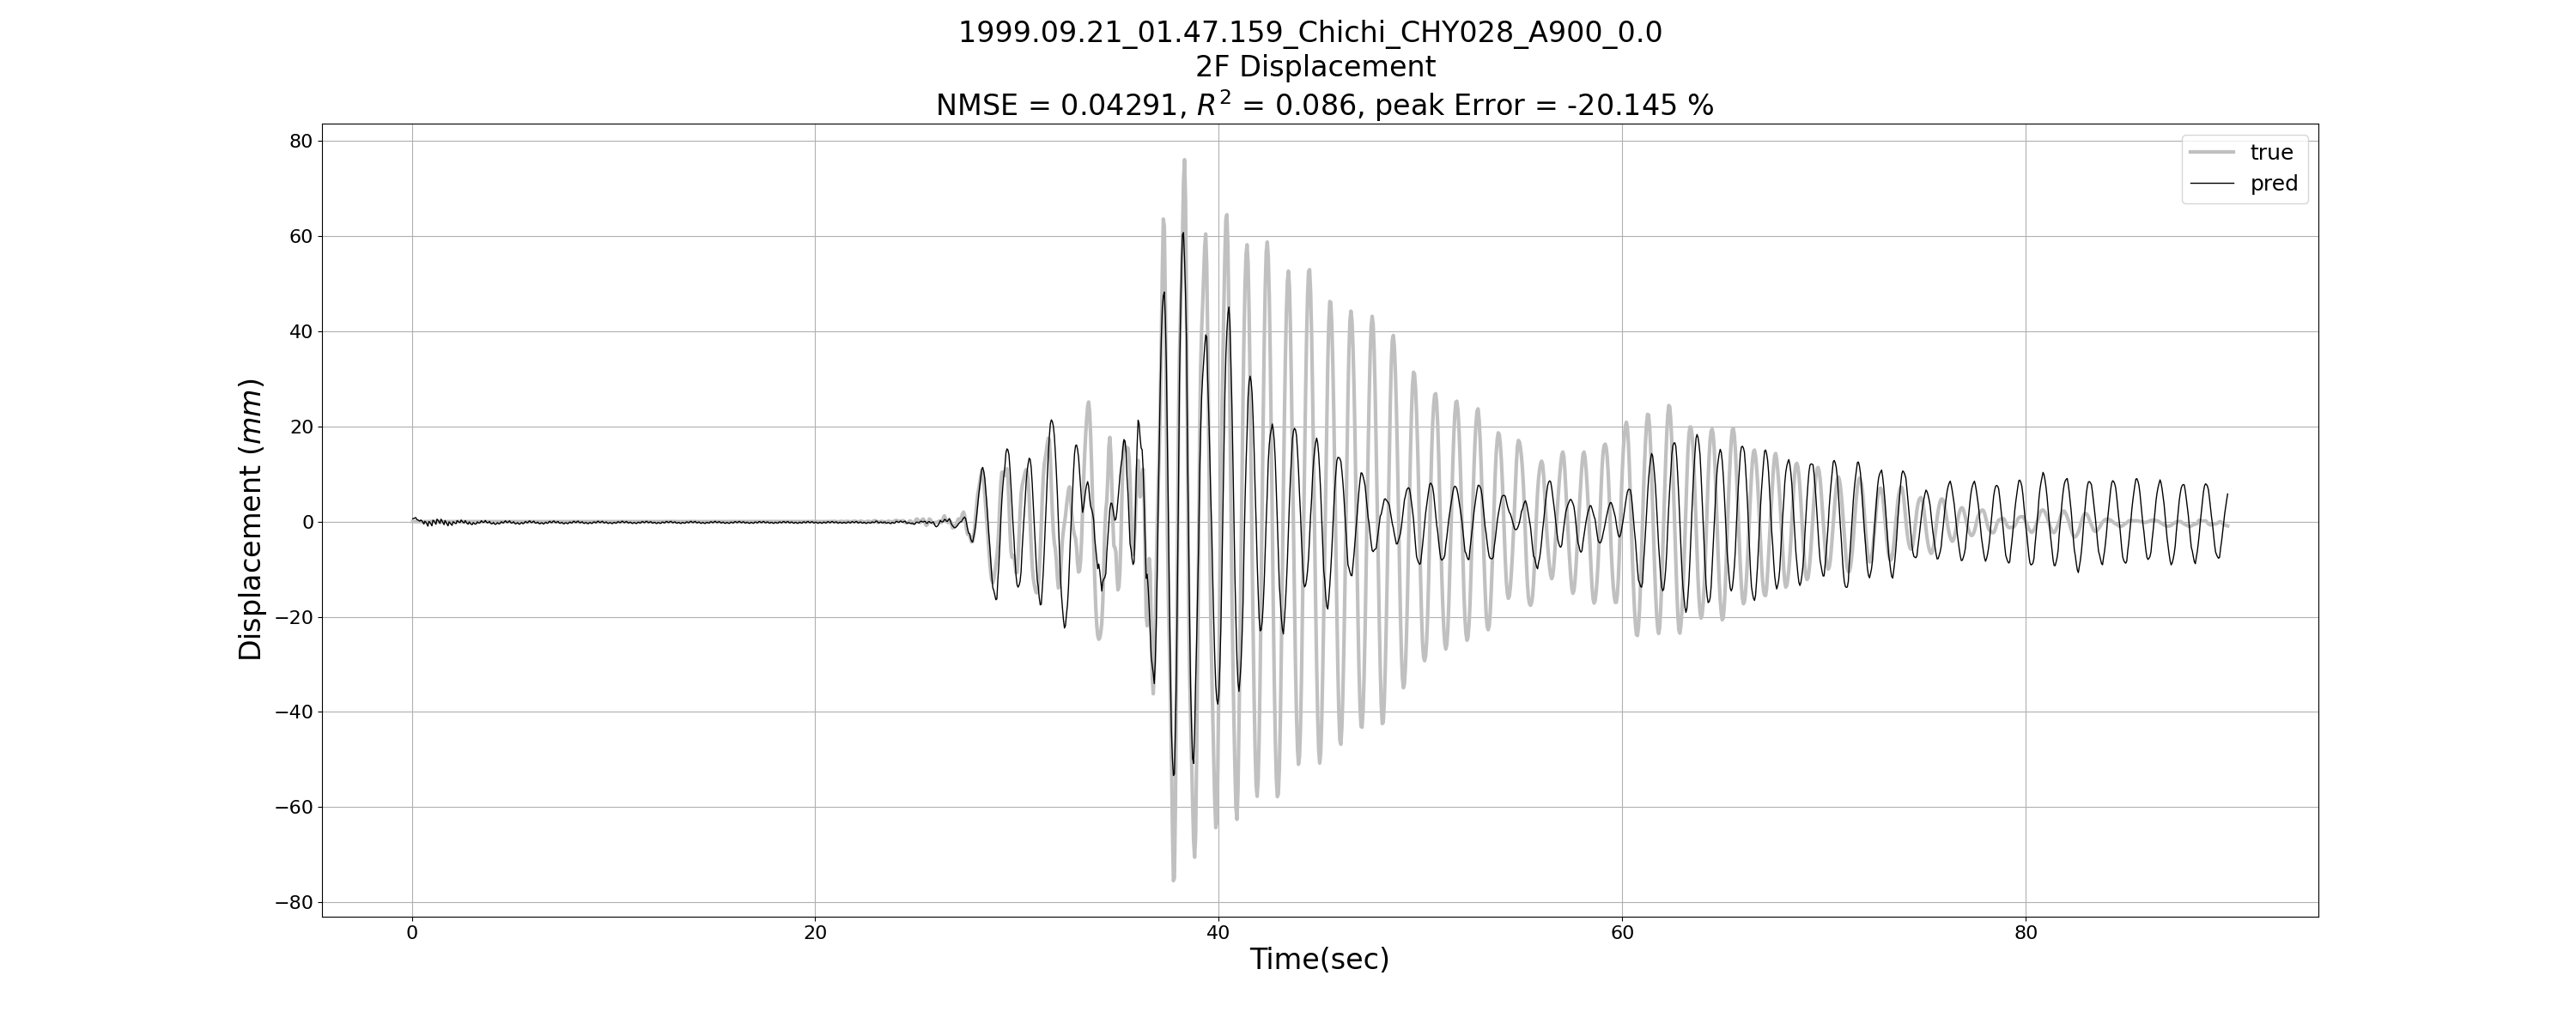 1999.09.21_01.47.159_Chichi_CHY028_A900_0.0
2F Displacement
NMSE = 0.04291, R² = 0.086, peak Error = -20.145 %
true
pred
80
60
40
20
0
−20
−40
−60
−80
Displacement (mm)
0 20 40 60 80
Time(sec)